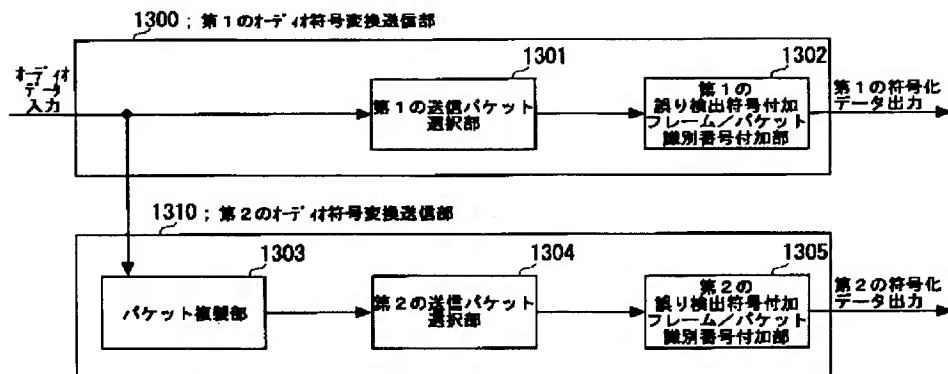 1300；第１のオーディオ符号変換送信部
オーディオ
データ
入力
1301
第１の送信パケット
選択部
1302
第１の
誤り検出符号付加
フレーム／パケット
識別番号付加部
第１の符号化
データ出力
1310；第２のオーディオ符号変換送信部
1303
パケット複製部
1304
第２の送信パケット
選択部
1305
第２の
誤り検出符号付加
フレーム／パケット
識別番号付加部
第２の符号化
データ出力